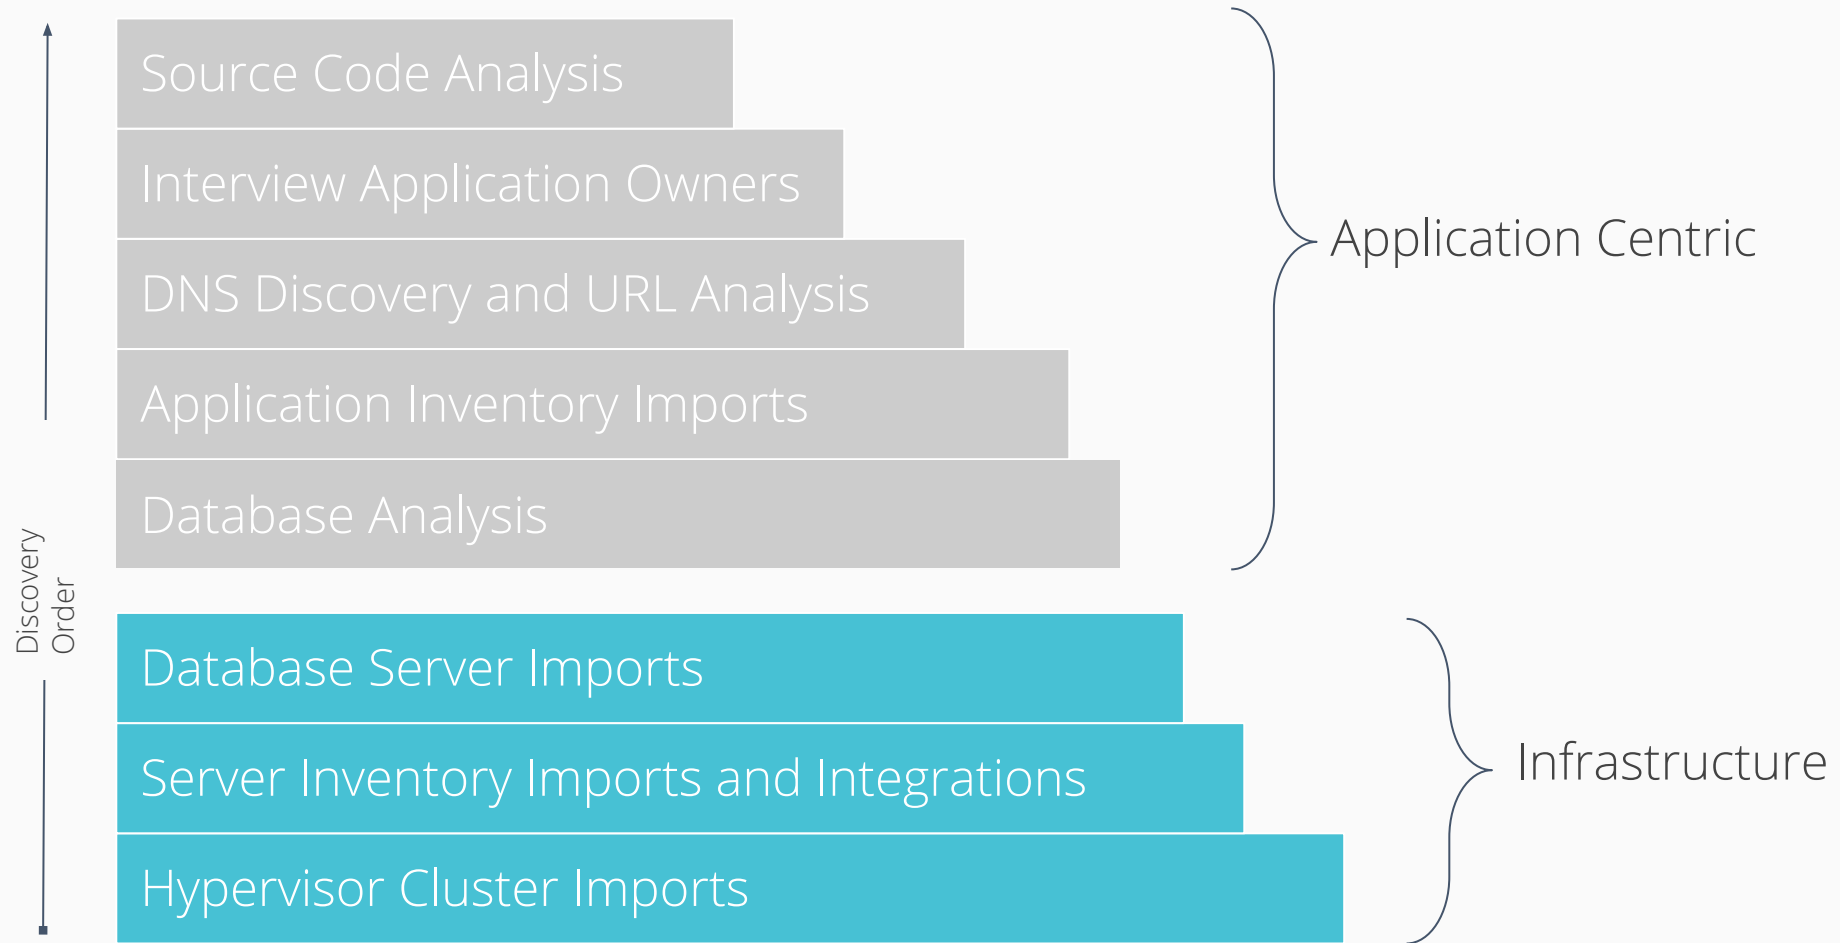 Source Code Analysis
Interview Application Owners
DNS Discovery and URL Analysis
Application Inventory Imports
Database Analysis
Application Centric
Discovery
Order
Database Server Imports
Server Inventory Imports and Integrations
Hypervisor Cluster Imports
Infrastructure